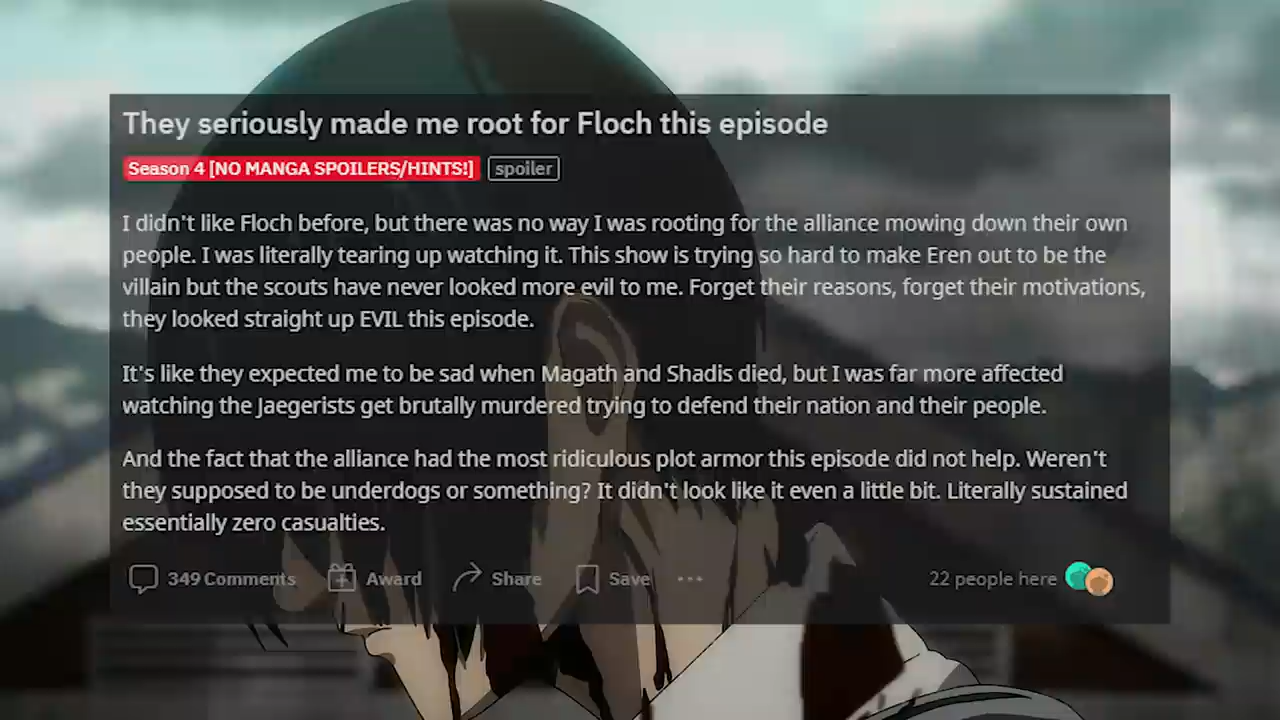 They seriously made me root for Floch this episode
Season 4 [NO MANGA SPOILERS/HINTS!] spoiler
I didn't like Floch before, but there was no way I was rooting for the alliance mowing down their own
people. I was literally tearing up watching it. This show is trying so hard to make Eren out to be the
villain but the scouts have never looked more evil to me. Forget their reasons, forget their motivations,
they looked straight up EVIL this episode.
It's like they expected me to be sad when Magath and Shadis died, but I was far more affected
watching the Jaegerists get brutally murdered trying to defend their nation and their people.
And the fact that the alliance had the most ridiculous plot armor this episode did not help. Weren't
they supposed to be underdogs or something? It didn't look like it even a little bit. Literally sustained
essentially zero casualties.
349 Comments Award Share Save ... 22 people here